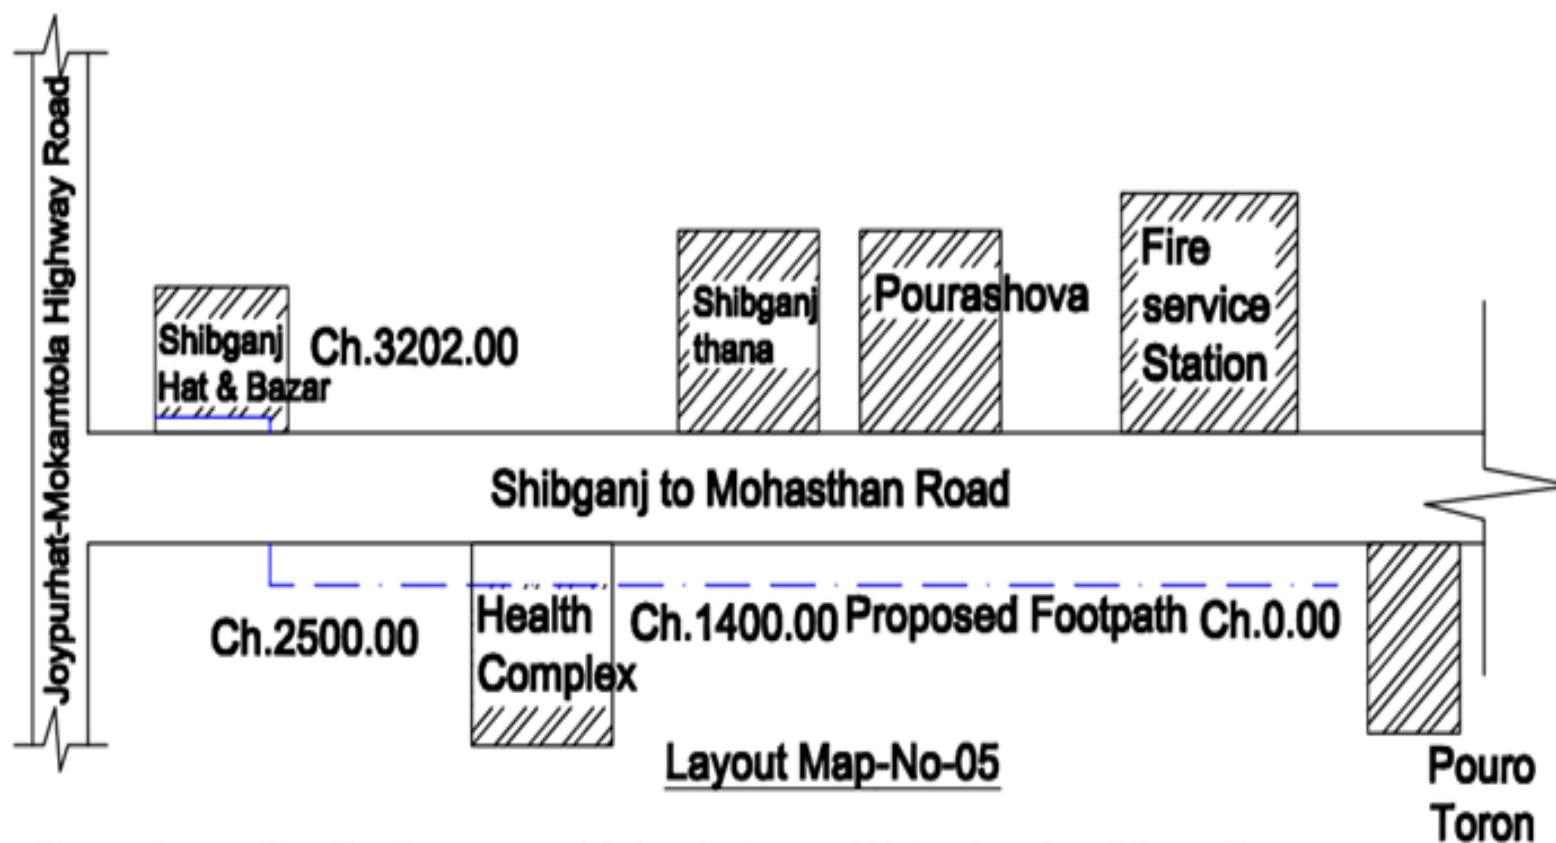 Joypurhat-Mokamtola Highway Road
Shibganj
Hat & Bazar
Ch.3202.00
Shibganj
thana
Pourashova
Fire
service
Station
Shibganj to Mohasthan Road
Ch.2500.00
Health
Complex
Ch.1400.00
Proposed Footpath
Ch.0.00
Layout Map-No-05
Pouro
Toron